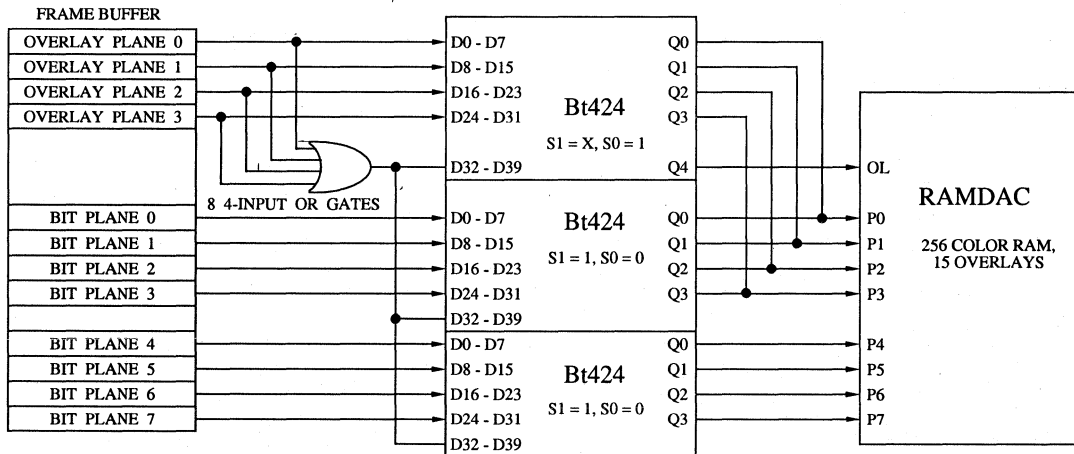 FRAME BUFFER
OVERLAY PLANE 0
OVERLAY PLANE 1
OVERLAY PLANE 2
OVERLAY PLANE 3
8 4-INPUT OR GATES
BIT PLANE 0
BIT PLANE 1
BIT PLANE 2
BIT PLANE 3
BIT PLANE 4
BIT PLANE 5
BIT PLANE 6
BIT PLANE 7
D0 - D7
D8 - D15
D16 - D23
D24 - D31
D32 - D39
Bt424
S1 = X, S0 = 1
Q0
Q1
Q2
Q3
Q4
D0 - D7
D8 - D15
D16 - D23
D24 - D31
D32 - D39
Bt424
S1 = 1, S0 = 0
Q0
Q1
Q2
Q3
D0 - D7
D8 - D15
D16 - D23
D24 - D31
D32 - D39
Bt424
S1 = 1, S0 = 0
Q0
Q1
Q2
Q3
OL
P0
P1
P2
P3
P4
P5
P6
P7
RAMDAC
256 COLOR RAM,
15 OVERLAYS